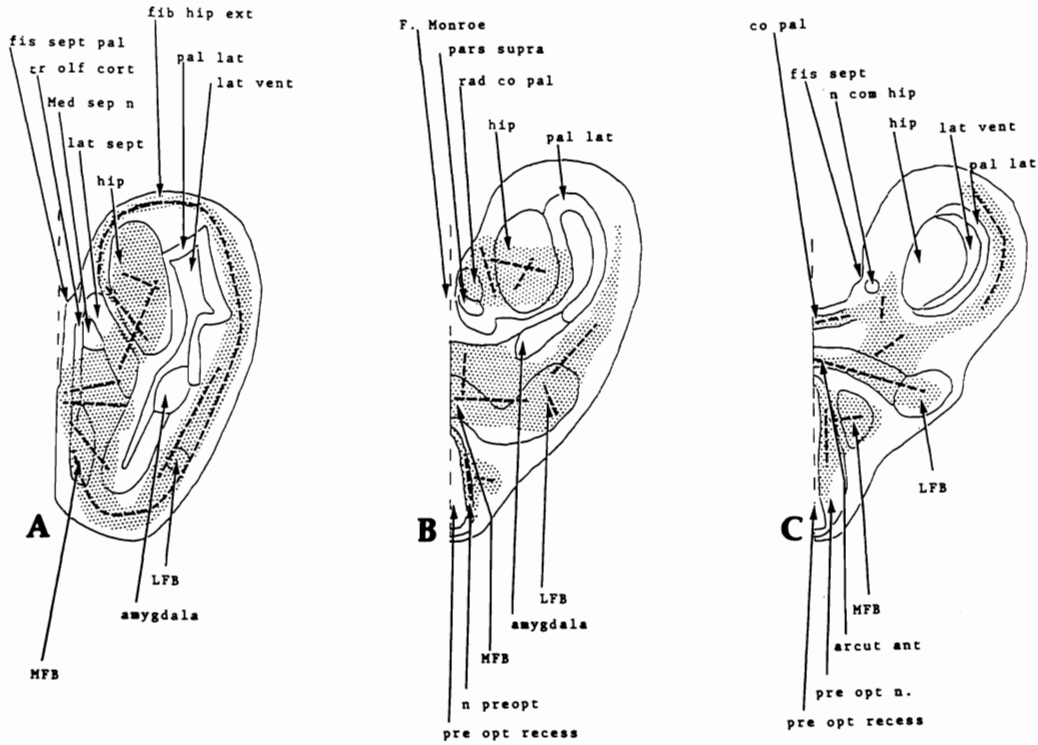 fib hip ext
fis sept pal
tr olf cort
pal lat
lat vent
Med sep n
lat sept
hip
A
LFB
amygdala
MFB
F. Monroe
pars supra
rad co pal
hip
pal lat
B
LFB
amygdala
MFB
n preopt
pre opt recess
co pal
fis sept
n com hip
hip
lat vent
pal lat
C
LFB
MFB
arcut ant
pre opt n.
pre opt recess